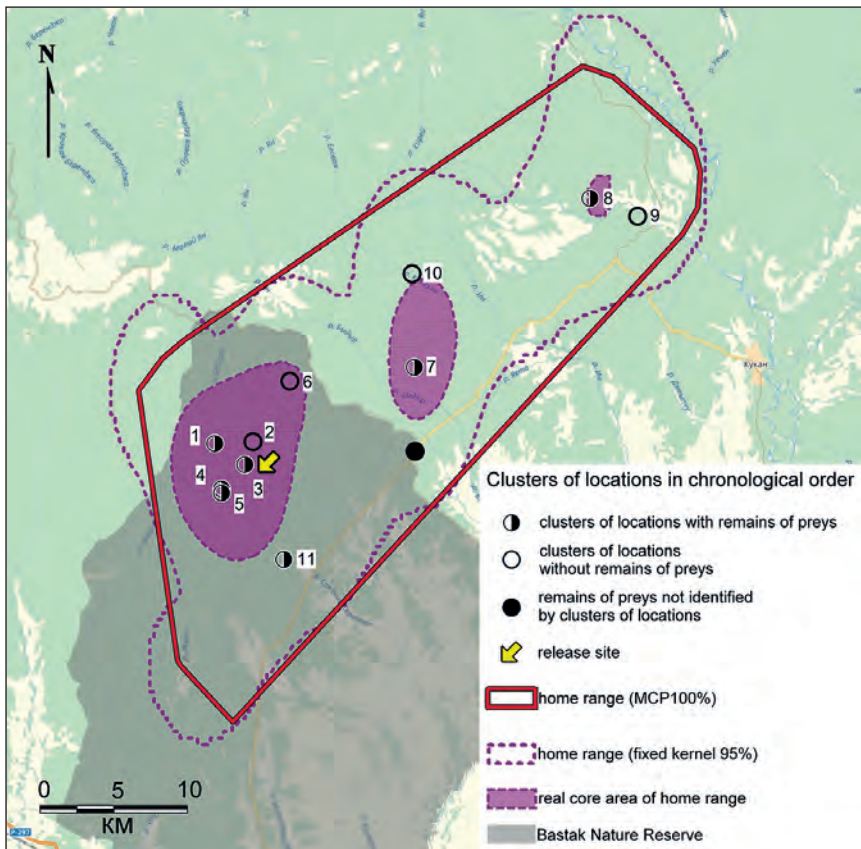 N
8
9
10
7
6
1
2
3
4
5
11
Кукан
0 5 10
КМ
Clusters of locations in chronological order
clusters of locations with remains of preys
clusters of locations
without remains of preys
remains of preys not identified
by clusters of locations
release site
home range (MCP100%)
home range (fixed kernel 95%)
real core area of home range
Bastak Nature Reserve